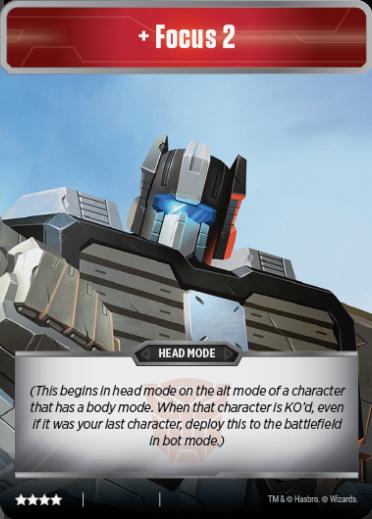 + Focus 2
HEAD MODE
(This begins in head mode on the alt mode of a character
that has a body mode. When that character is KO'd, even
if it was your last character, deploy this to the battlefield
in bot mode.)
TM & © Hasbro. © Wizards.